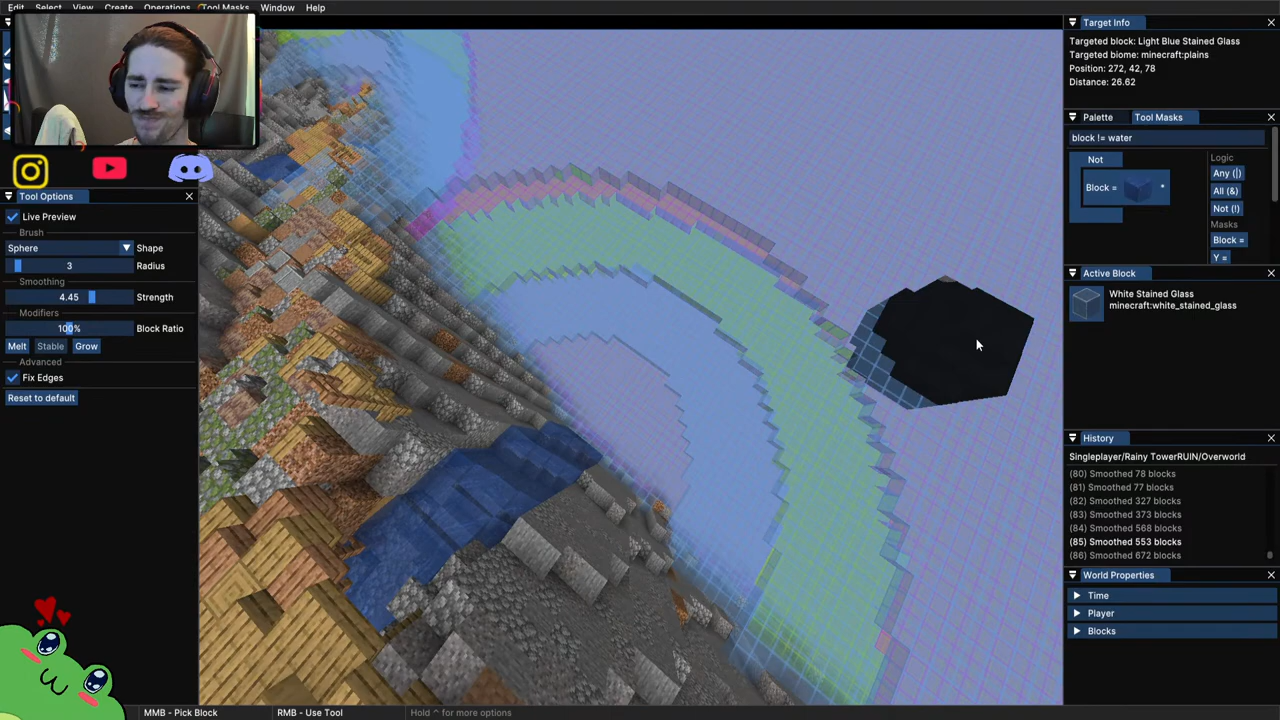 Edit Select View Create Operations Tool Masks Window Help
Target Info
Targeted block: Light Blue Stained Glass
Targeted biome: minecraft:plains
Position: 272, 42, 78
Distance: 26.62
Palette Tool Masks
block != water
Not
Block = *
Logic
Any (|)
All (&)
Not (!)
Masks
Block =
Y =
Tool Options
Live Preview
Brush
Sphere Shape
3 Radius
Smoothing
4.45 Strength
Modifiers
100% Block Ratio
Melt Stable Grow
Advanced
Fix Edges
Reset to default
Active Block
White Stained Glass
minecraft:white_stained_glass
History
Singleplayer/Rainy TowerRUIN/Overworld
(80) Smoothed 78 blocks
(81) Smoothed 77 blocks
(82) Smoothed 327 blocks
(83) Smoothed 373 blocks
(84) Smoothed 568 blocks
(85) Smoothed 553 blocks
(86) Smoothed 672 blocks
World Properties
Time
Player
Blocks
MMB - Pick Block RMB - Use Tool Hold ^ for more options